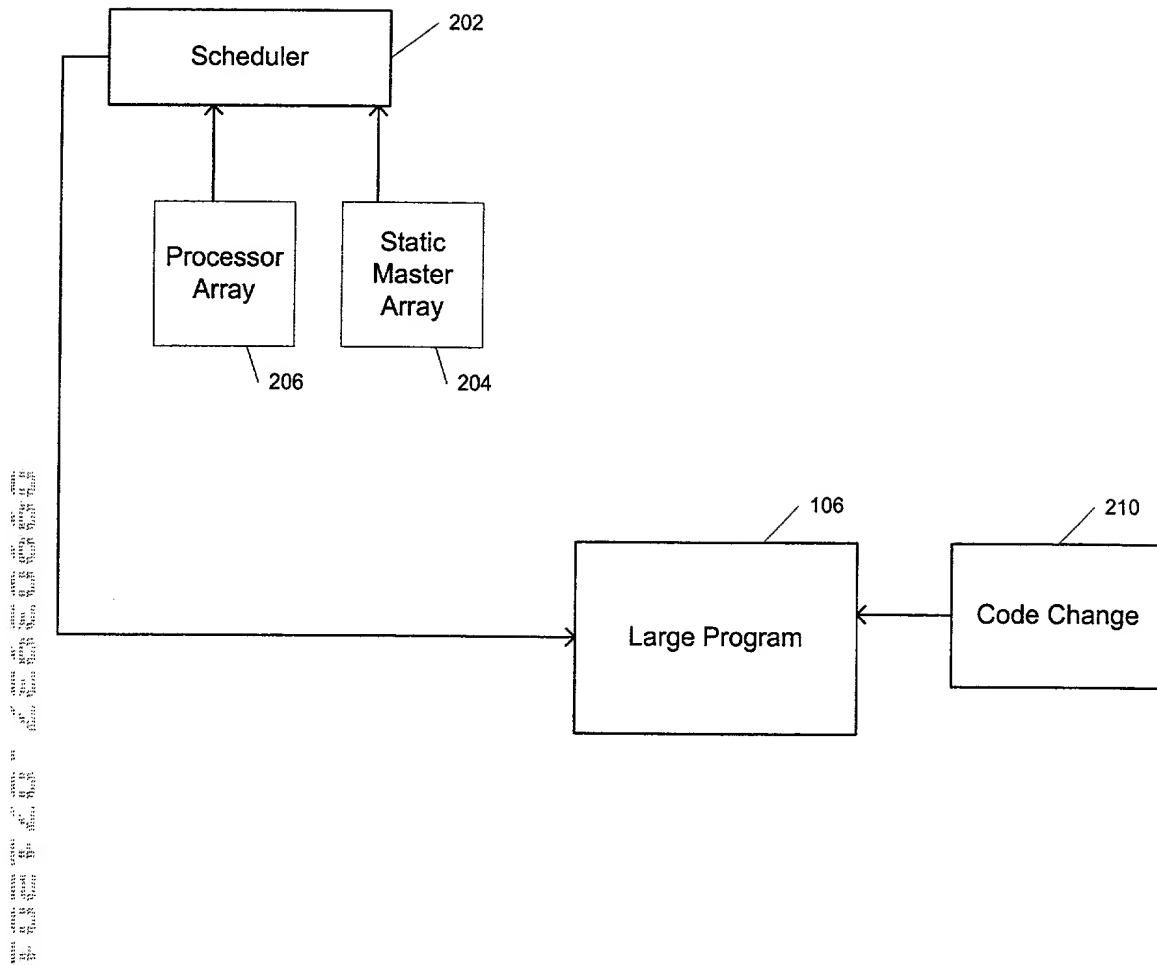 202
Scheduler
Processor
Array
Static
Master
Array
206
204
106
210
Large Program
Code Change